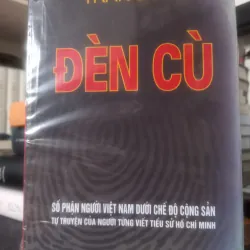 ĐÈN CÙ
SỐ PHẬN NGƯỜI VIỆT NAM DƯỚI CHẾ ĐỘ CỘNG SẢN
TỰ TRUYỆN CỦA NGƯỜI TỪNG VIẾT TIỂU SỬ HỒ CHÍ MINH